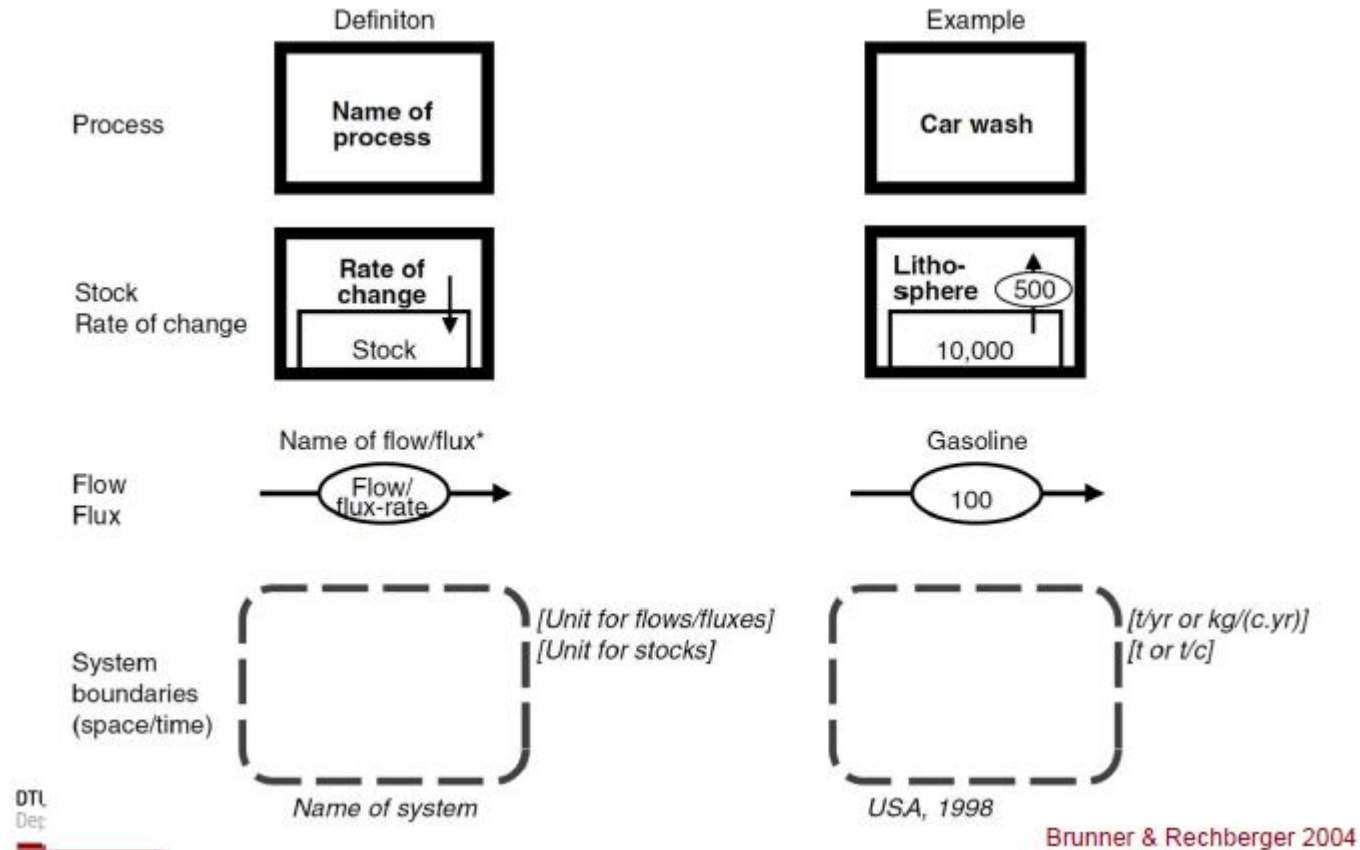 Definiton
Example
Process
Name of
process
Car wash
Stock
Rate of change
Rate of
change
Stock
Litho-
sphere
500
10,000
Flow
Flux
Name of flow/flux*
Flow/
flux-rate
Gasoline
100
System
boundaries
(space/time)
[Unit for flows/fluxes]
[Unit for stocks]
[t/yr or kg/(c.yr)]
[t or t/c]
Name of system
USA, 1998
Brunner & Rechberger 2004